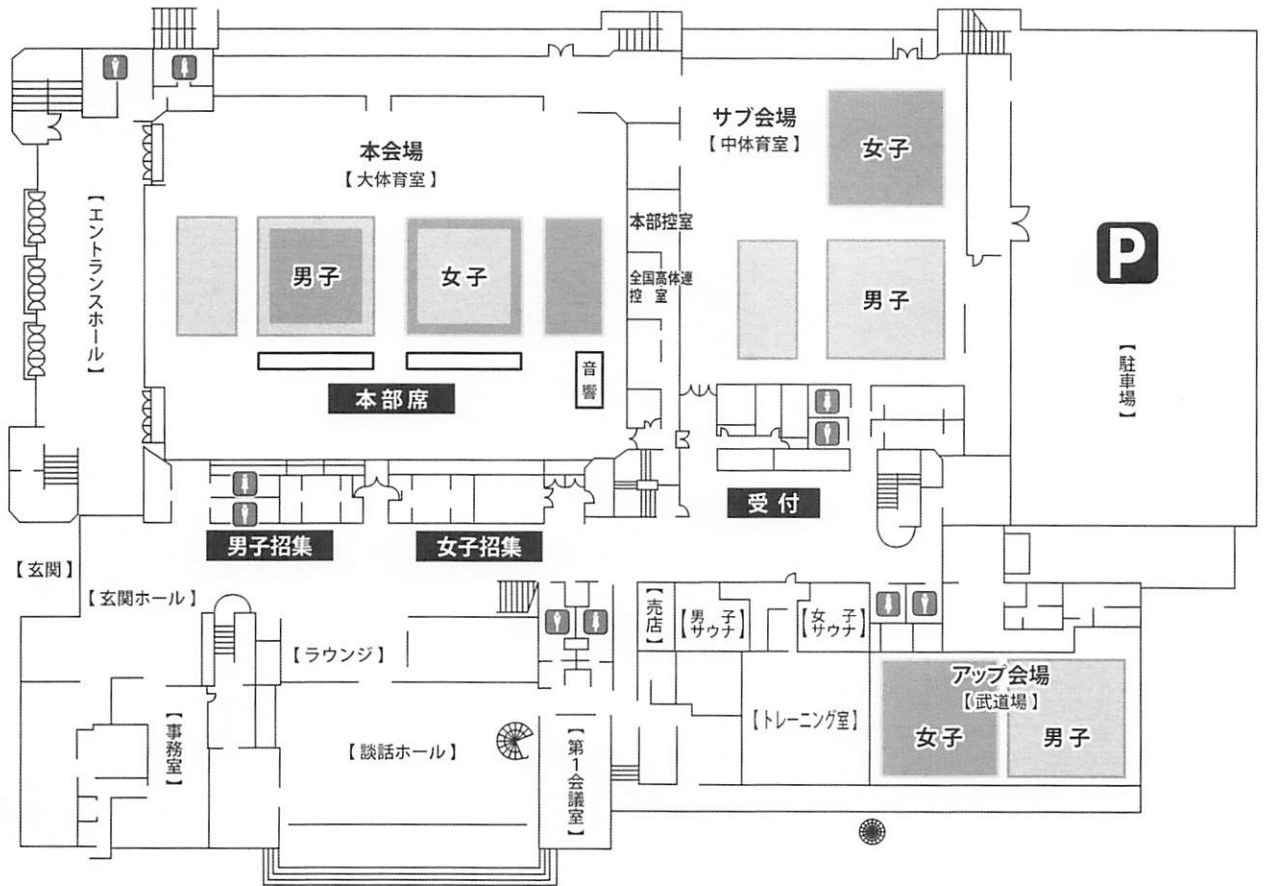 本会場
【 大体育室 】
サブ会場
【 中体育室 】
女子
【エントランスホール】
男子
女子
本部控室
全国高体連
控 室
男子
P
【駐車場】
本部席
音響
受付
男子招集
女子招集
【 玄関 】
【 玄関ホール 】
【 ラウンジ 】
【売店】
【 男 子
サウナ 】
【 女 子
サウナ 】
アップ会場
【 武道場 】
女子
男子
【トレーニング室】
【事務室】
【 談話ホール 】
【第1会議室】